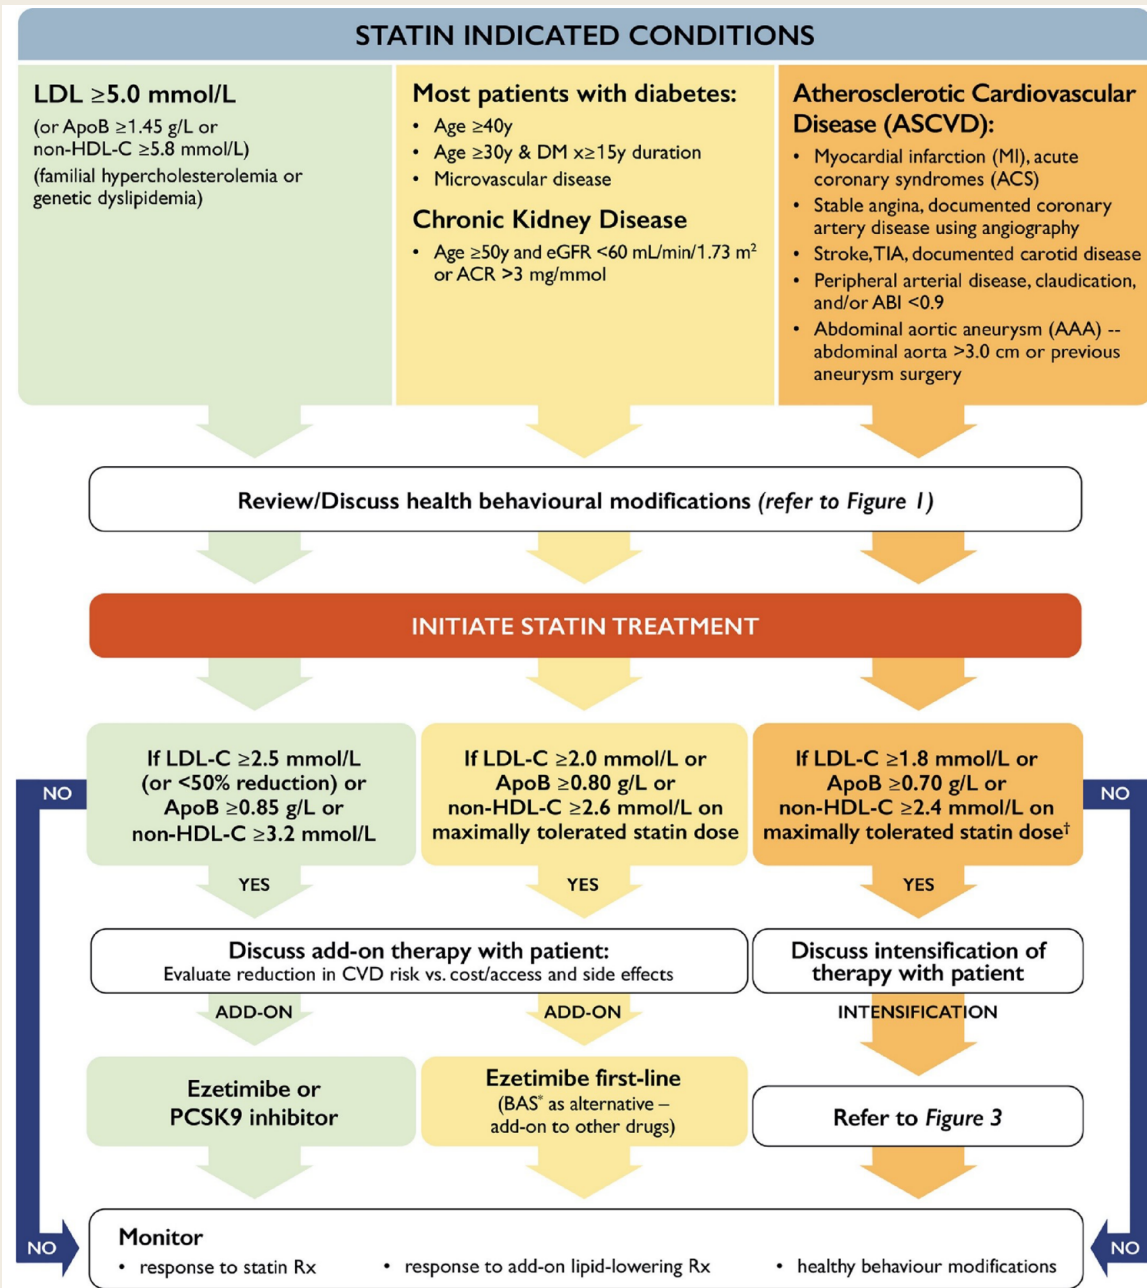 STATIN INDICATED CONDITIONS
LDL ≥5.0 mmol/L
(or ApoB ≥1.45 g/L or
non-HDL-C ≥5.8 mmol/L)
(familial hypercholesterolemia or
genetic dyslipidemia)
Most patients with diabetes:
• Age ≥40y
• Age ≥30y & DM x≥15y duration
• Microvascular disease
Chronic Kidney Disease
• Age ≥50y and eGFR <60 mL/min/1.73 m²
or ACR >3 mg/mmol
Atherosclerotic Cardiovascular
Disease (ASCVD):
• Myocardial infarction (MI), acute
coronary syndromes (ACS)
• Stable angina, documented coronary
artery disease using angiography
• Stroke, TIA, documented carotid disease
• Peripheral arterial disease, claudication,
and/or ABI <0.9
• Abdominal aortic aneurysm (AAA) --
abdominal aorta >3.0 cm or previous
aneurysm surgery
Review/Discuss health behavioural modifications (refer to Figure 1)
INITIATE STATIN TREATMENT
If LDL-C ≥2.5 mmol/L
(or <50% reduction) or
ApoB ≥0.85 g/L or
non-HDL-C ≥3.2 mmol/L
If LDL-C ≥2.0 mmol/L or
ApoB ≥0.80 g/L or
non-HDL-C ≥2.6 mmol/L on
maximally tolerated statin dose
If LDL-C ≥1.8 mmol/L or
ApoB ≥0.70 g/L or
non-HDL-C ≥2.4 mmol/L on
maximally tolerated statin dose†
NO
NO
YES
YES
YES
Discuss add-on therapy with patient:
Evaluate reduction in CVD risk vs. cost/access and side effects
Discuss intensification of
therapy with patient
ADD-ON
ADD-ON
INTENSIFICATION
Ezetimibe or
PCSK9 inhibitor
Ezetimibe first-line
(BAS* as alternative –
add-on to other drugs)
Refer to Figure 3
NO
NO
Monitor
• response to statin Rx
• response to add-on lipid-lowering Rx
• healthy behaviour modifications